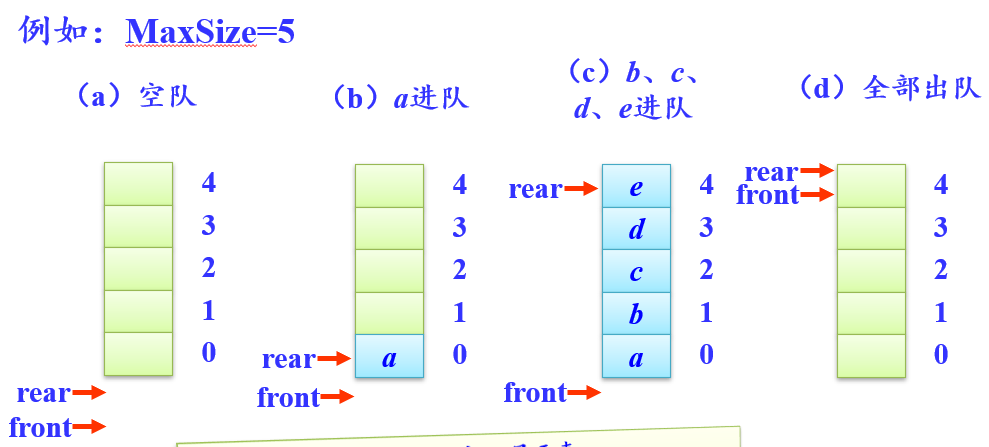 例如：MaxSize=5
（a）空队
（b）a进队
（c）b、c、
d、e进队
（d）全部出队
4
3
2
1
0
rear
front
4
3
2
1
0
a
rear
front
rear
e
d
c
b
a
4
3
2
1
0
front
rear
front
4
3
2
1
0